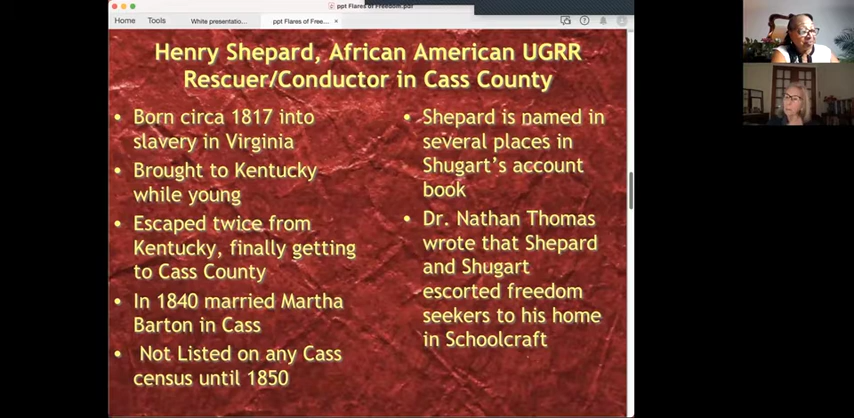 ppt Flares of Freedom.pdf
Home
Tools
White presentatio...
ppt Flares of Free...
Henry Shepard, African American UGRR
Rescuer/Conductor in Cass County
• Born circa 1817 into
slavery in Virginia
• Brought to Kentucky
while young
• Escaped twice from
Kentucky, finally getting
to Cass County
• In 1840 married Martha
Barton in Cass
• Not Listed on any Cass
census until 1850
• Shepard is named in
several places in
Shugart’s account
book
• Dr. Nathan Thomas
wrote that Shepard
and Shugart
escorted freedom
seekers to his home
in Schoolcraft